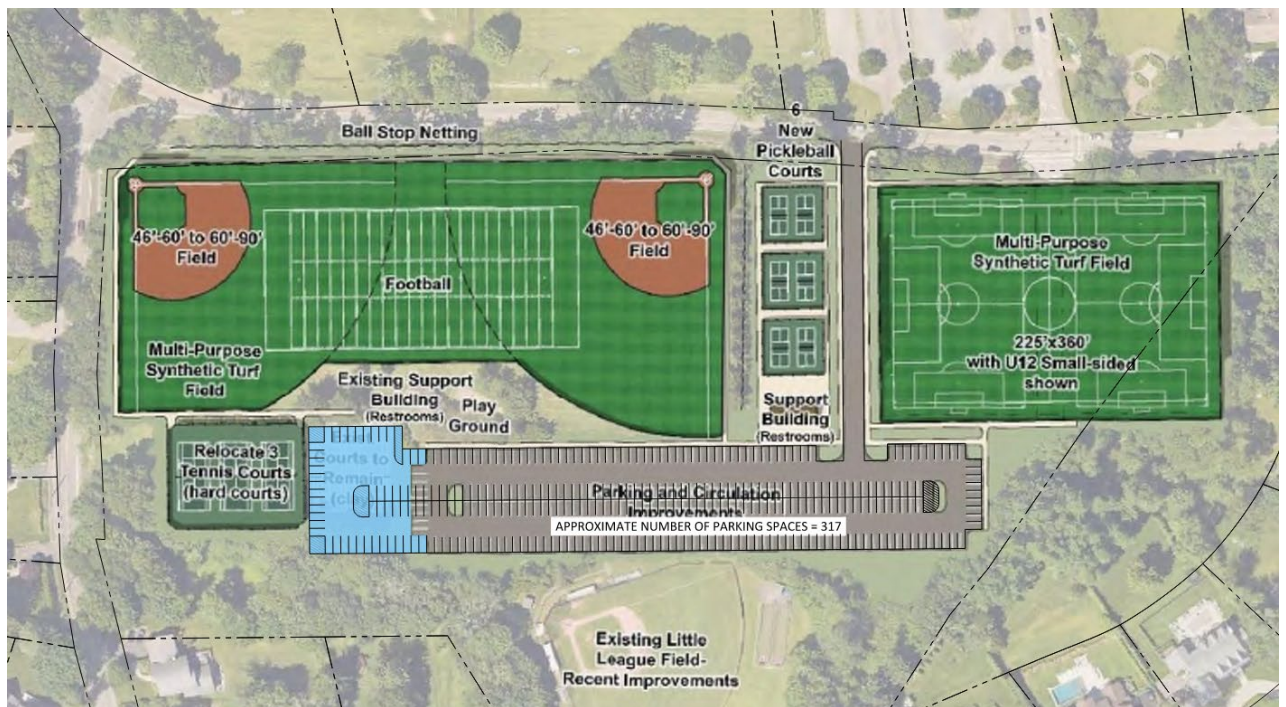 Ball Stop Netting
6
New
Pickleball
Courts
46'-60' to 60'-90'
Field
46'-60' to 60'-90'
Field
Football
Multi-Purpose
Synthetic Turf
Field
Multi-Purpose
Synthetic Turf Field
225'x360'
with U12 Small-sided
shown
Existing Support
Building
(Restrooms)
Play
Ground
Support
Building
(Restrooms)
Relocate 3
Tennis Courts
(hard courts)
Courts to
Remain
Parking and Circulation
Improvements
APPROXIMATE NUMBER OF PARKING SPACES = 317
Existing Little
League Field-
Recent Improvements